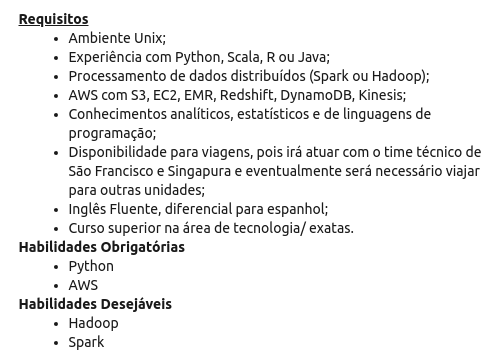 Requisitos
• Ambiente Unix;
• Experiência com Python, Scala, R ou Java;
• Processamento de dados distribuídos (Spark ou Hadoop);
• AWS com S3, EC2, EMR, Redshift, DynamoDB, Kinesis;
• Conhecimentos analíticos, estatísticos e de linguagens de
programação;
• Disponibilidade para viagens, pois irá atuar com o time técnico de
São Francisco e Singapura e eventualmente será necessário viajar
para outras unidades;
• Inglês Fluente, diferencial para espanhol;
• Curso superior na área de tecnologia/ exatas.
Habilidades Obrigatórias
• Python
• AWS
Habilidades Desejáveis
• Hadoop
• Spark